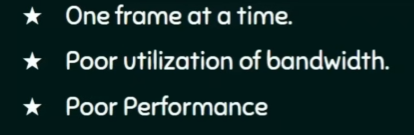 ★ One frame at a time.
★ Poor utilization of bandwidth.
★ Poor Performance